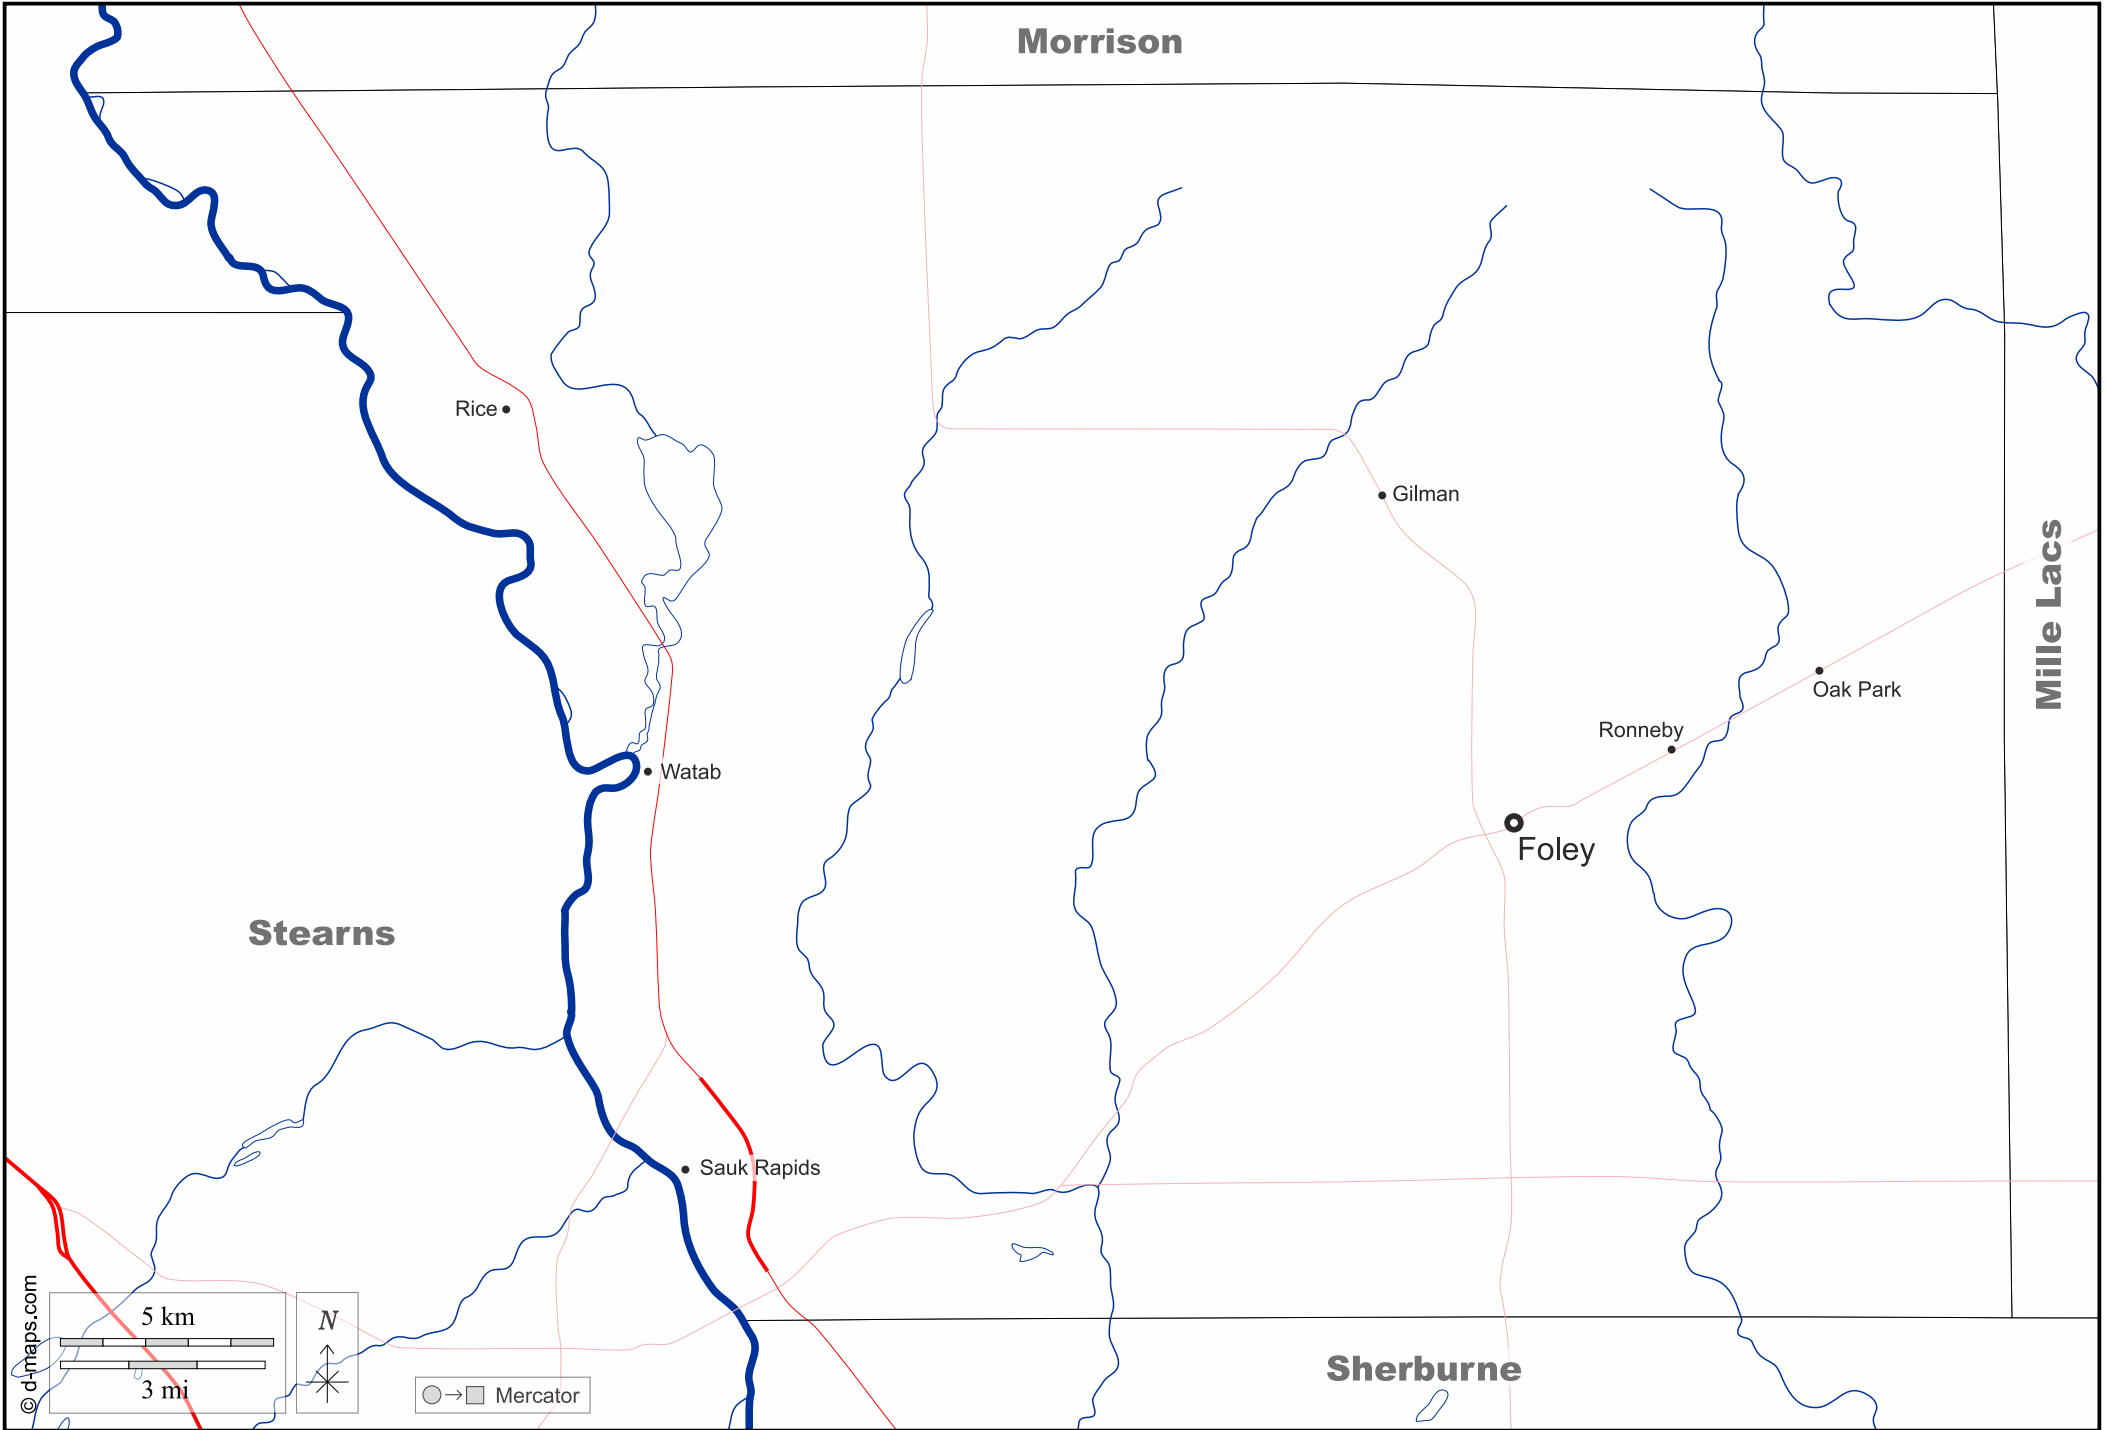 Morrison
Rice
Gilman
Mille Lacs
Oak Park
Ronneby
Watab
Foley
Stearns
Sauk Rapids
© d-maps.com
5 km
3 mi
N
Mercator
Sherburne